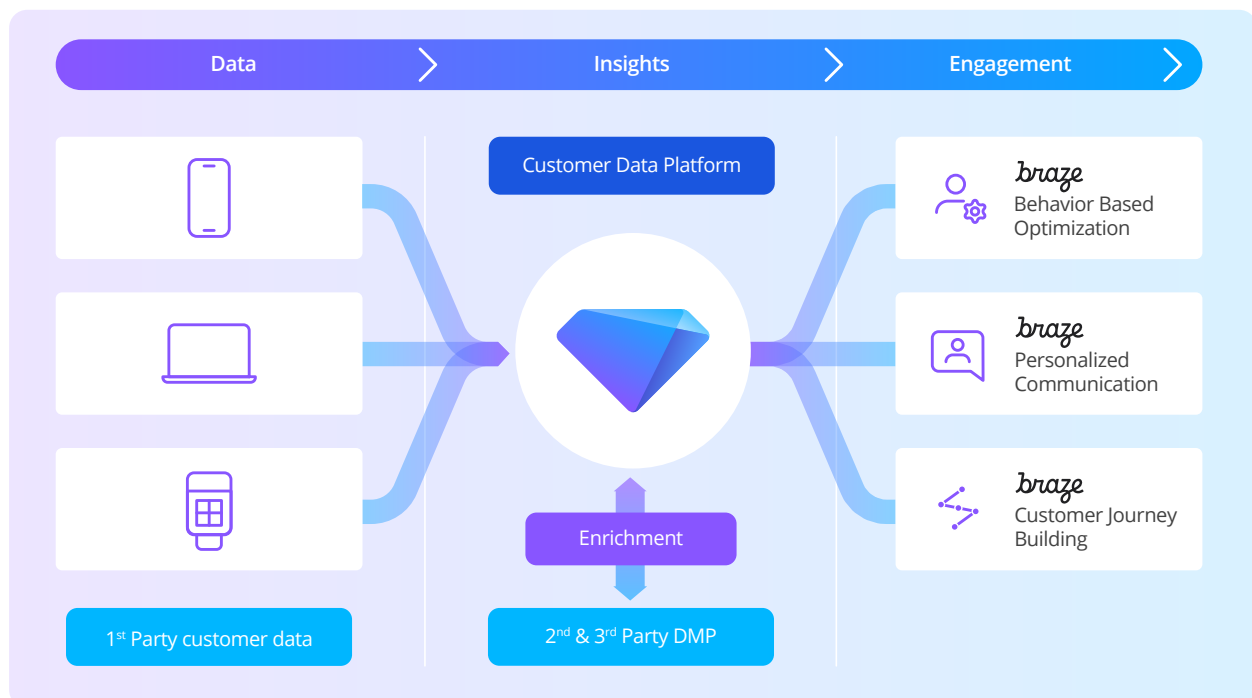 Data
Insights
Engagement
Customer Data Platform
braze
Behavior Based
Optimization
braze
Personalized
Communication
braze
Customer Journey
Building
Enrichment
1st Party customer data
2nd & 3rd Party DMP